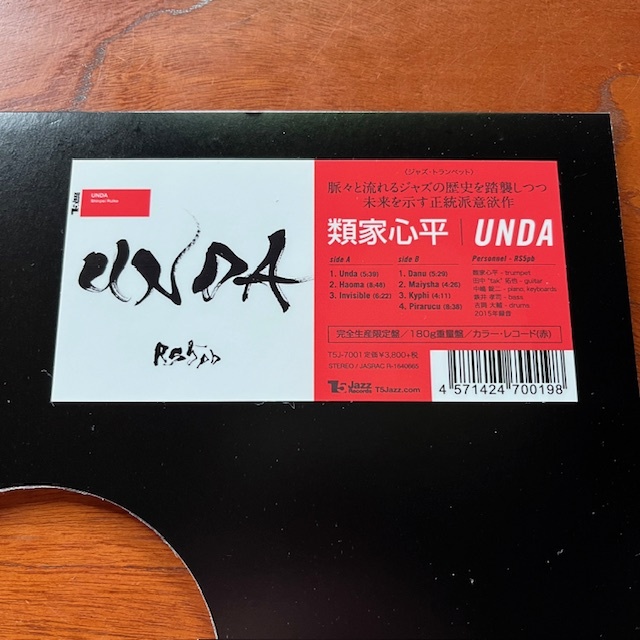 UNDA
Shinpei Ruike
UNDA
RS5pb
〈ジャズ・トランペット〉
脈々と流れるジャズの歴史を踏襲しつつ
未来を示す正統派意欲作
類家心平 | UNDA
side A
1. Unda (5:39)
2. Haoma (8:48)
3. Invisible (6:22)
side B
1. Danu (5:29)
2. Maiysha (4:26)
3. Kyphi (4:11)
4. Pirarucu (8:38)
Personnel - RS5pb
類家心平 - trumpet
田中 "tak" 拓也 - guitar
中嶋 錠二 - piano, keyboards
鉄井 孝司 - bass
吉岡 大輔 - drums
2015年録音
完全生産限定盤／180g重量盤／カラー・レコード(赤)
T5J-7001 定価¥3,800+税
STEREO / JASRAC R-1640665
T5 Jazz Records
T5Jazz.com
4 571424 700198